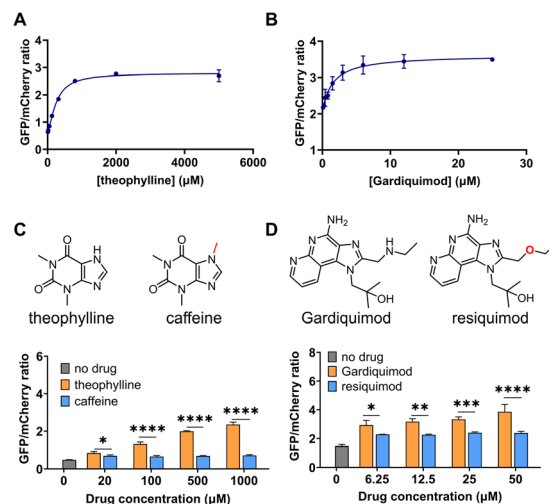 A
GFP/mCherry ratio
4
3
2
1
0
0
2000
4000
6000
[theophylline] (µM)
B
GFP/mCherry ratio
4
3
2
1
0
10
20
30
[Gardiquimod] (µM)
C
O
H
N
N
O
N
N
theophylline
O
N
N
O
N
N
caffeine
GFP/mCherry ratio
6
4
2
0
no drug
theophylline
caffeine
*
****
****
****
0
20
100
500
1000
Drug concentration (µM)
D
NH₂
N
N
N
N
HN
OH
Gardiquimod
NH₂
N
N
N
N
O
OH
resiquimod
GFP/mCherry ratio
6
4
2
0
no drug
Gardiquimod
resiquimod
*
**
***
****
0
6.25
12.5
25
50
Drug concentration (µM)